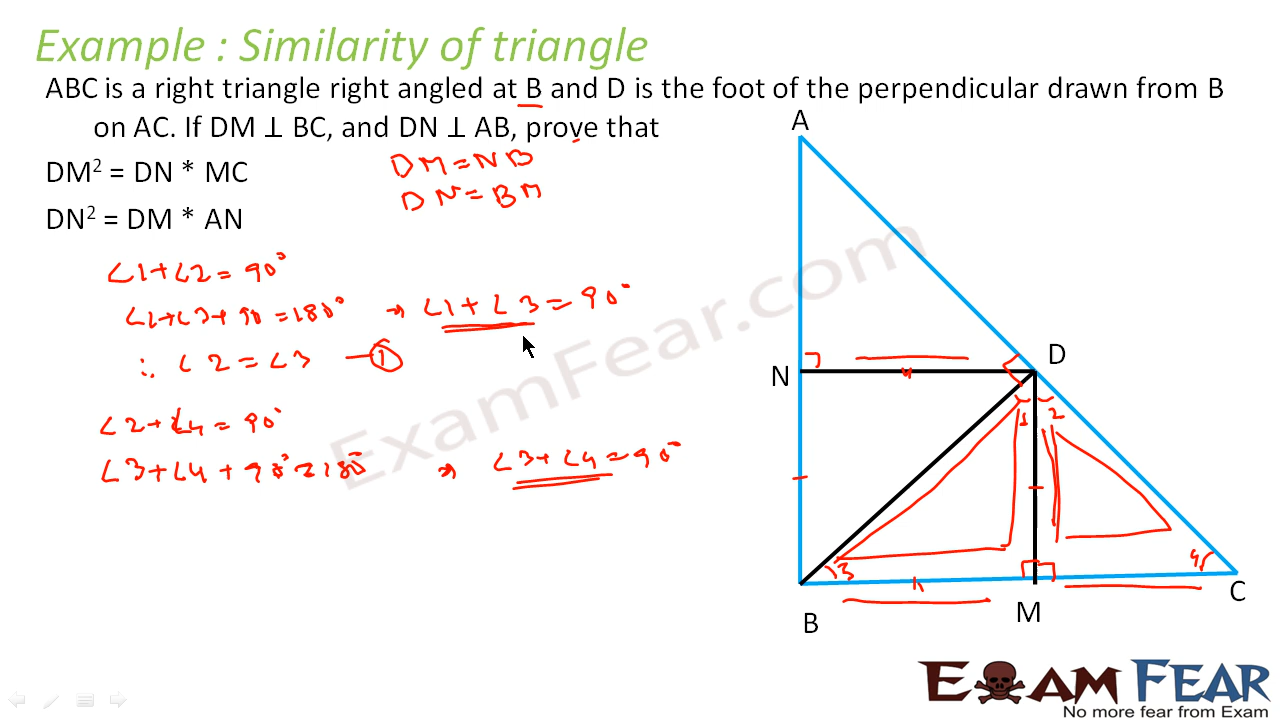 Example : Similarity of triangle
ABC is a right triangle right angled at B and D is the foot of the perpendicular drawn from B
on AC. If DM ⊥ BC, and DN ⊥ AB, prove that
DM² = DN * MC
DN² = DM * AN
DM = NB
DN = BM
∠1+∠2 = 90°
∠1+∠3+90 = 180° → ∠1+∠3 = 90°
∴ ∠2 = ∠3 — ①
∠2+∠4 = 90°
∠3+∠4+90° = 180° → ∠3+∠4 = 90°
A
N
D
1
2
3
4
B
M
C
ExamFear.com
EXAM FEAR
No more fear from Exam